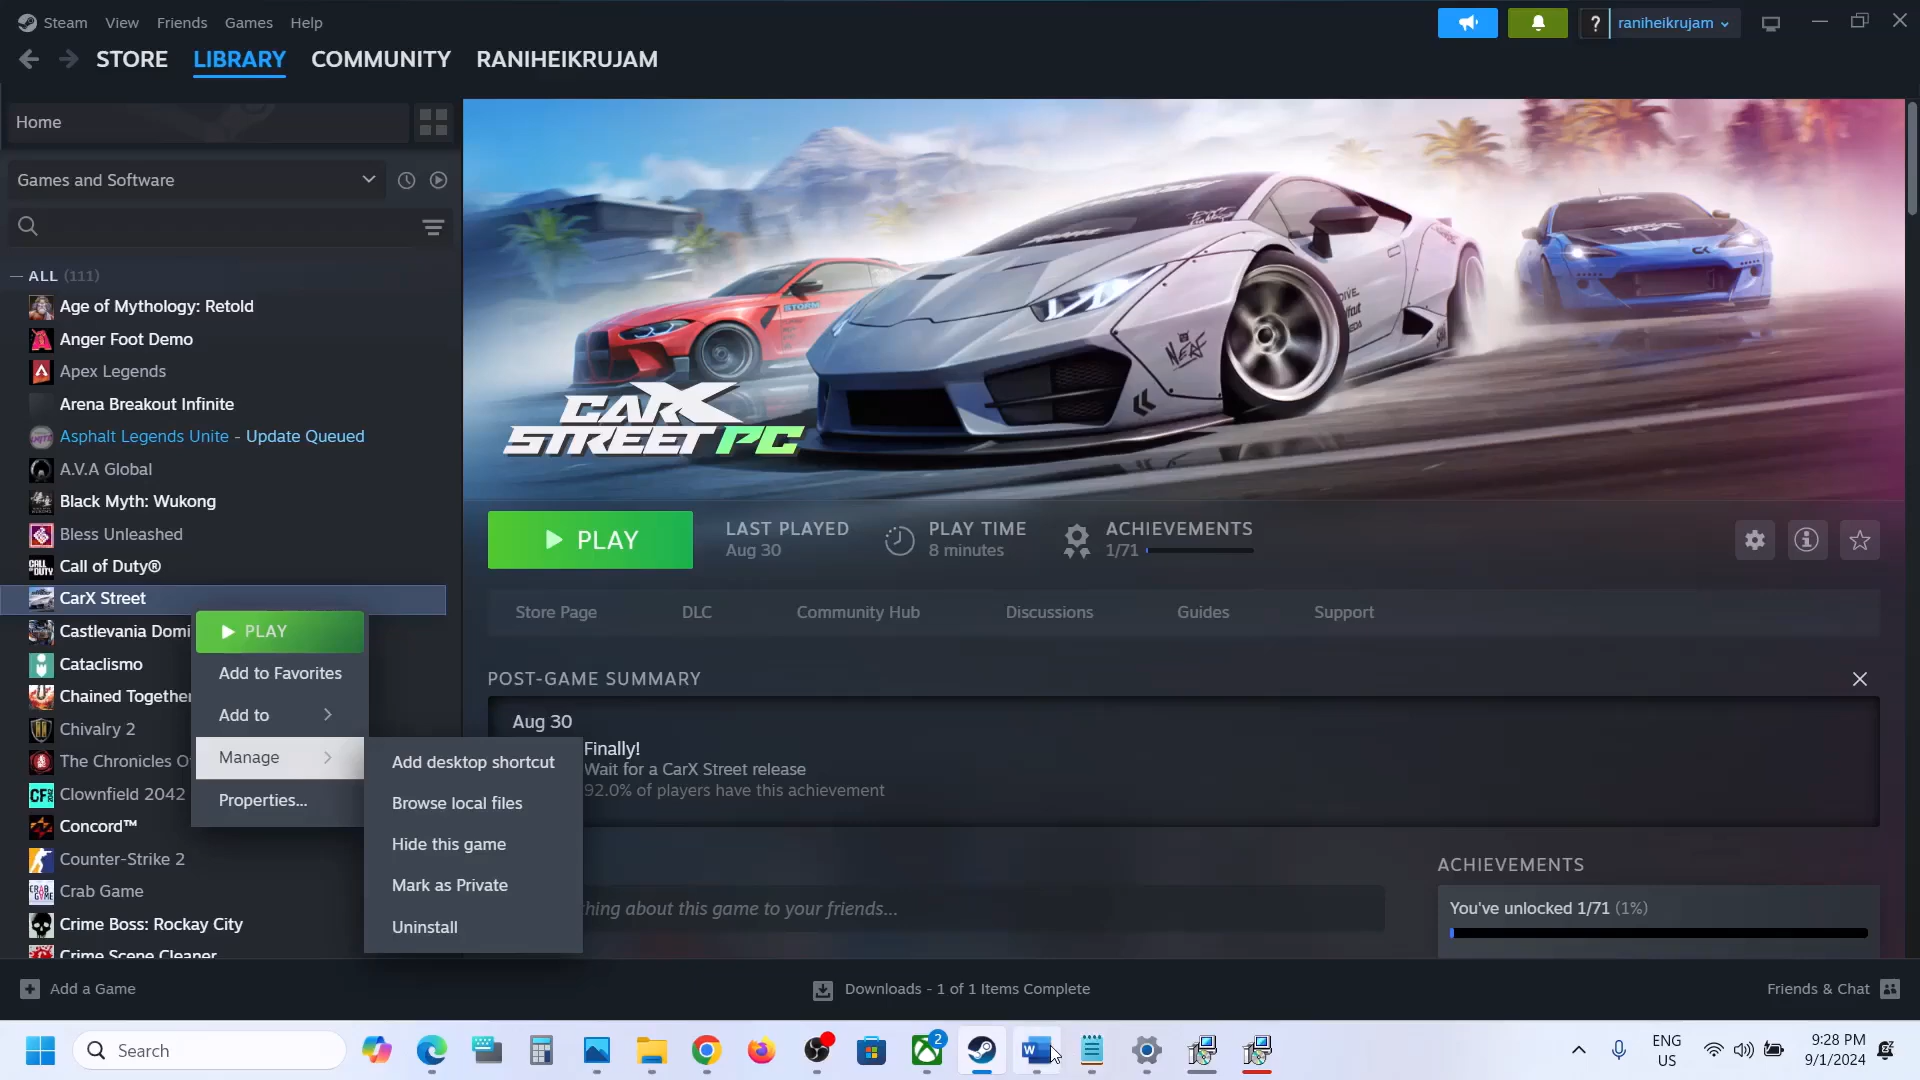 Steam View Friends Games Help
? raniheikrujam
STORE LIBRARY COMMUNITY RANIHEIKRUJAM
Home
Games and Software
— ALL (111)
Age of Mythology: Retold
Anger Foot Demo
Apex Legends
Arena Breakout Infinite
Asphalt Legends Unite - Update Queued
A.V.A Global
Black Myth: Wukong
Bless Unleashed
Call of Duty®
CarX Street
Castlevania Domi
Cataclismo
Chained Together
Chivalry 2
The Chronicles O
Clownfield 2042
Concord™
Counter-Strike 2
Crab Game
Crime Boss: Rockay City
Crime Scene Cleaner
PLAY
Add to Favorites
Add to
Manage
Properties...
Add desktop shortcut
Browse local files
Hide this game
Mark as Private
Uninstall
CARX
STREET PC
STORM
NERF
PLAY
LAST PLAYED
Aug 30
PLAY TIME
8 minutes
ACHIEVEMENTS
1/71
Store Page DLC Community Hub Discussions Guides Support
POST-GAME SUMMARY
Aug 30
Finally!
Wait for a CarX Street release
92.0% of players have this achievement
hing about this game to your friends...
ACHIEVEMENTS
You've unlocked 1/71 (1%)
Add a Game
Downloads - 1 of 1 Items Complete
Friends & Chat
Search
2
ENG
US
9:28 PM
9/1/2024